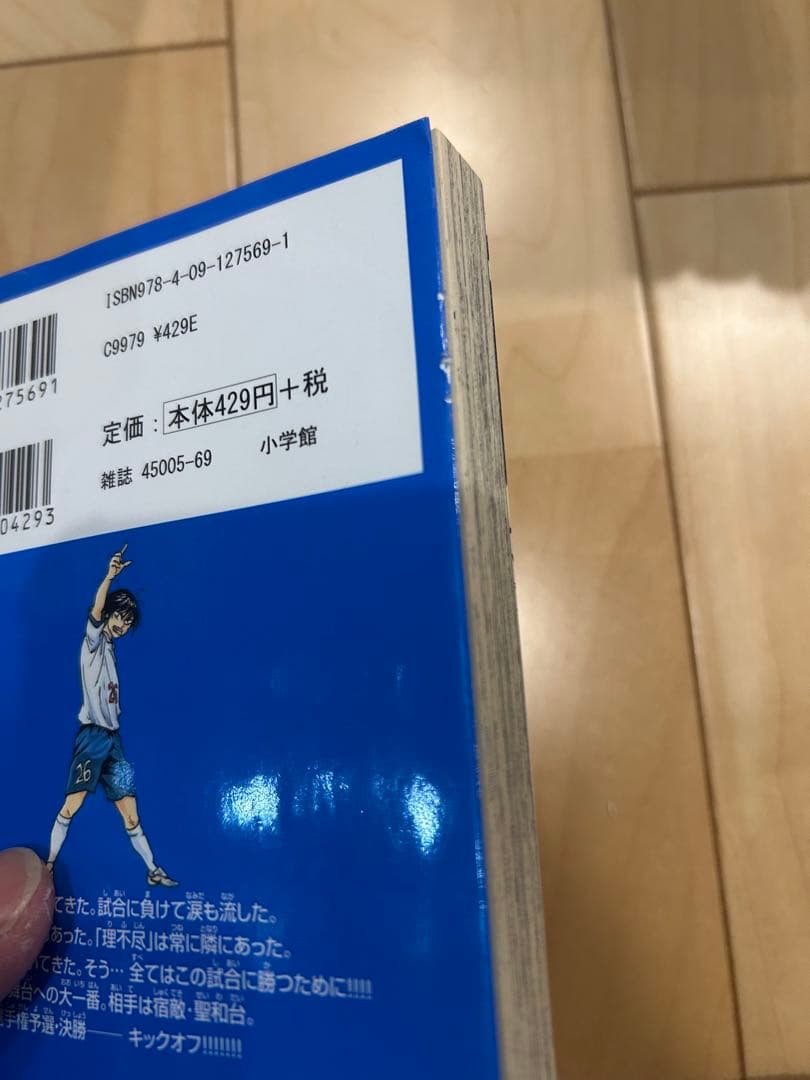 ISBN978-4-09-127569-1
C9979 ¥429E
275691
定価：本体429円＋税
雑誌 45005-69
小学館
04293
26
26
てきた。試合に負けて涙も流した。
あった。「理不尽」は常に隣にあった。
いてきた。そう… 全てはこの試合に勝つために!!!!
舞台への大一番。相手は宿敵・聖和台。
手権予選・決勝―― キックオフ!!!!!!!